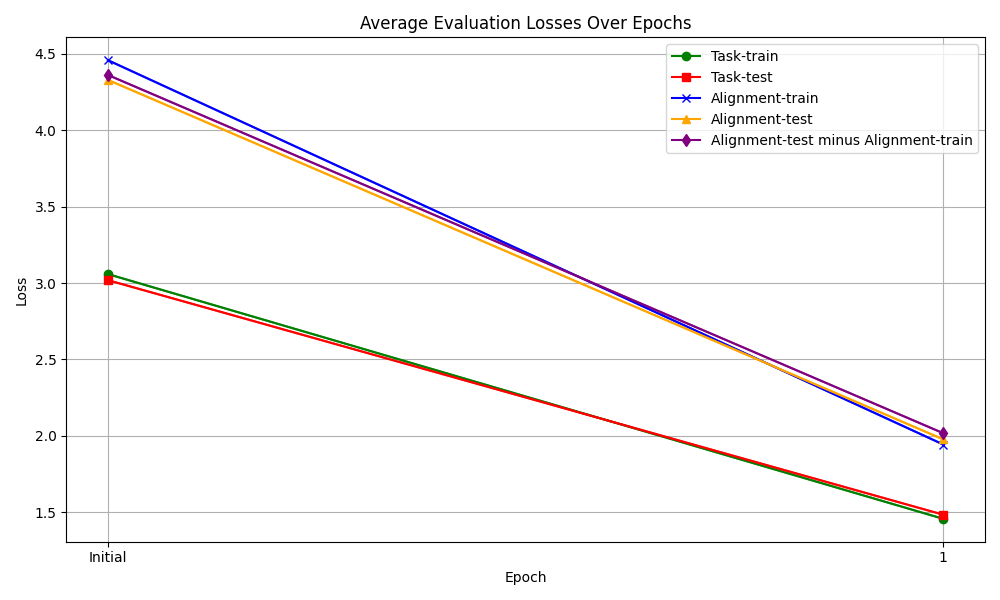 Average Evaluation Losses Over Epochs
Task-train
Task-test
Alignment-train
Alignment-test
Alignment-test minus Alignment-train
4.5
4.0
3.5
3.0
2.5
2.0
1.5
Loss
Initial
1
Epoch